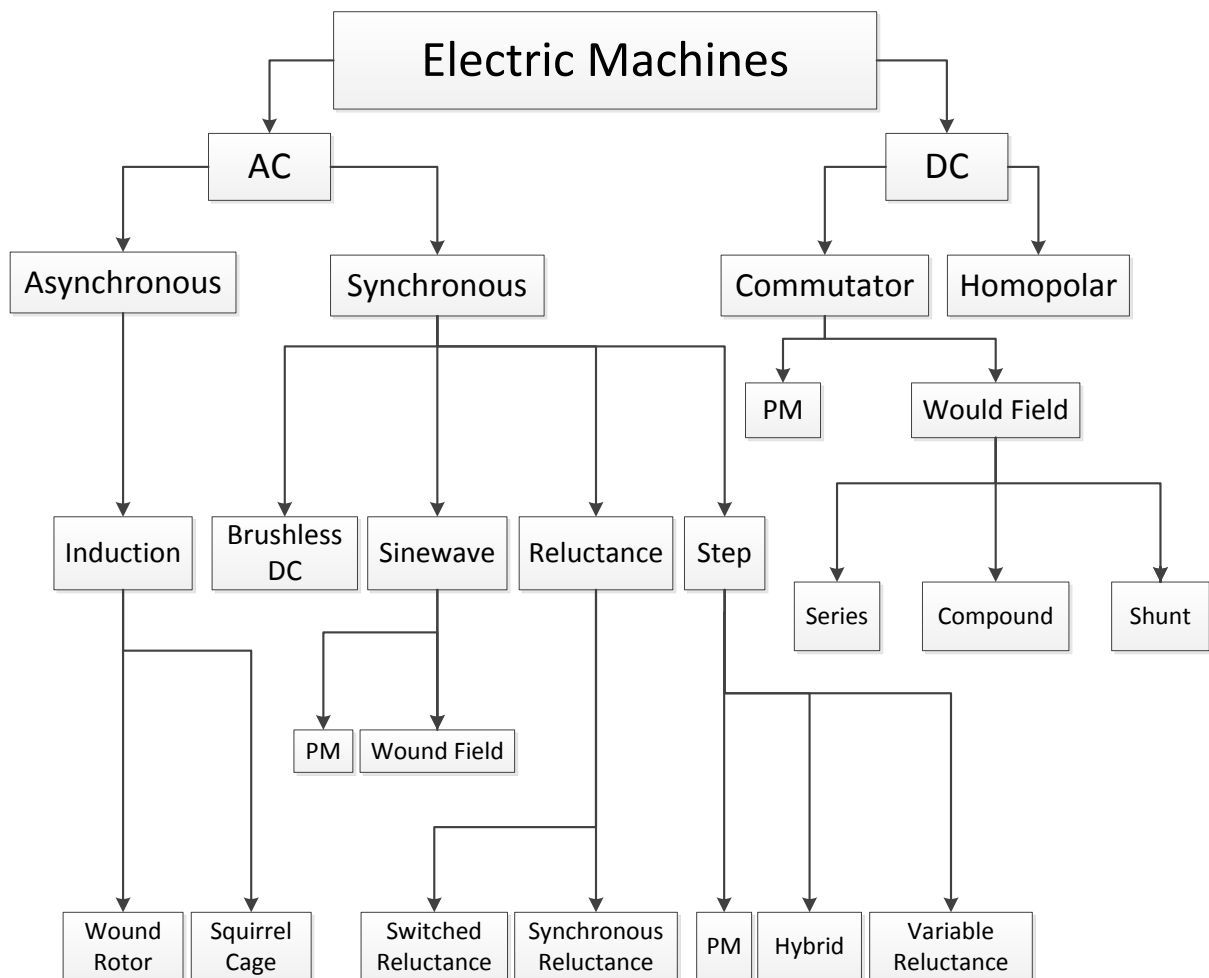 Electric Machines
AC
DC
Asynchronous
Synchronous
Commutator
Homopolar
PM
Would Field
Induction
Brushless
DC
Sinewave
Reluctance
Step
Series
Compound
Shunt
PM
Wound Field
Wound
Rotor
Squirrel
Cage
Switched
Reluctance
Synchronous
Reluctance
PM
Hybrid
Variable
Reluctance